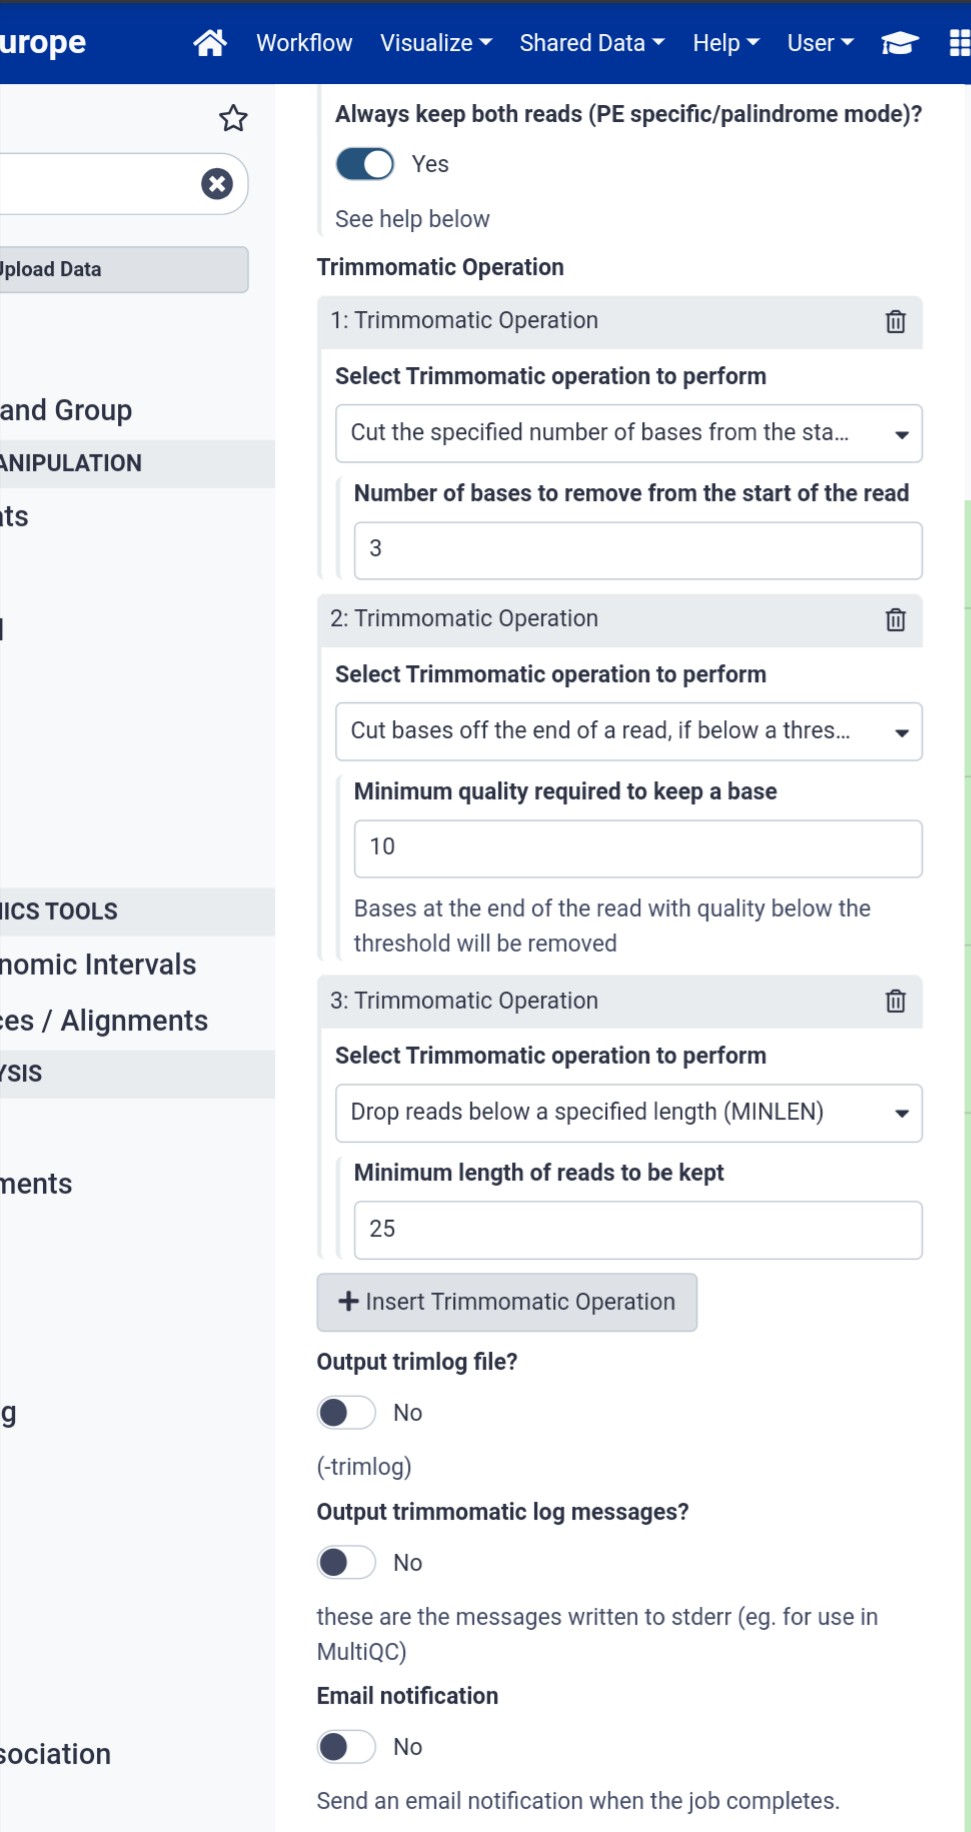 urope
Workflow Visualize Shared Data Help User
Always keep both reads (PE specific/palindrome mode)?
Yes
See help below
Upload Data
and Group
ANIPULATION
ats
ICS TOOLS
nomic Intervals
ces / Alignments
YSIS
ments
g
sociation
Trimmomatic Operation
1: Trimmomatic Operation
Select Trimmomatic operation to perform
Cut the specified number of bases from the sta...
Number of bases to remove from the start of the read
3
2: Trimmomatic Operation
Select Trimmomatic operation to perform
Cut bases off the end of a read, if below a thres...
Minimum quality required to keep a base
10
Bases at the end of the read with quality below the
threshold will be removed
3: Trimmomatic Operation
Select Trimmomatic operation to perform
Drop reads below a specified length (MINLEN)
Minimum length of reads to be kept
25
Insert Trimmomatic Operation
Output trimlog file?
No
(-trimlog)
Output trimmomatic log messages?
No
these are the messages written to stderr (eg. for use in
MultiQC)
Email notification
No
Send an email notification when the job completes.